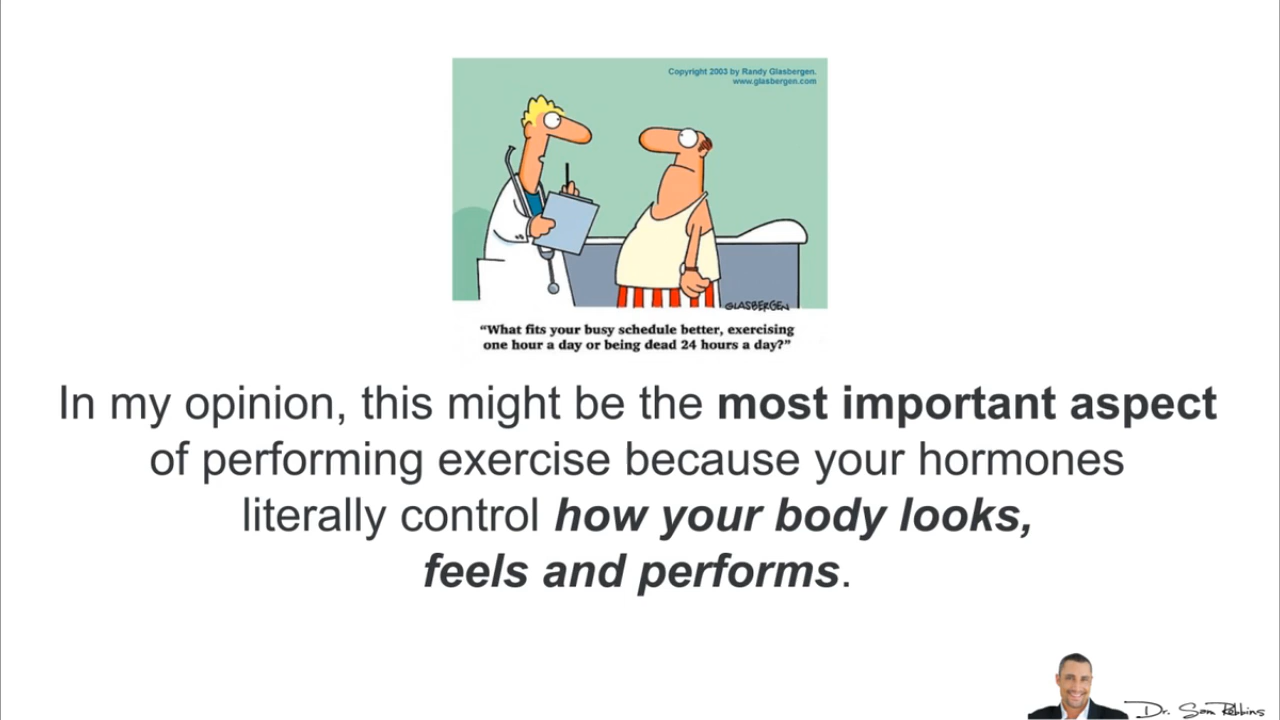 Copyright 2003 by Randy Glasbergen.
www.glasbergen.com
GLASBERGEN
“What fits your busy schedule better, exercising
one hour a day or being dead 24 hours a day?”
In my opinion, this might be the most important aspect
of performing exercise because your hormones
literally control how your body looks,
feels and performs.
Dr. Sam Robbins